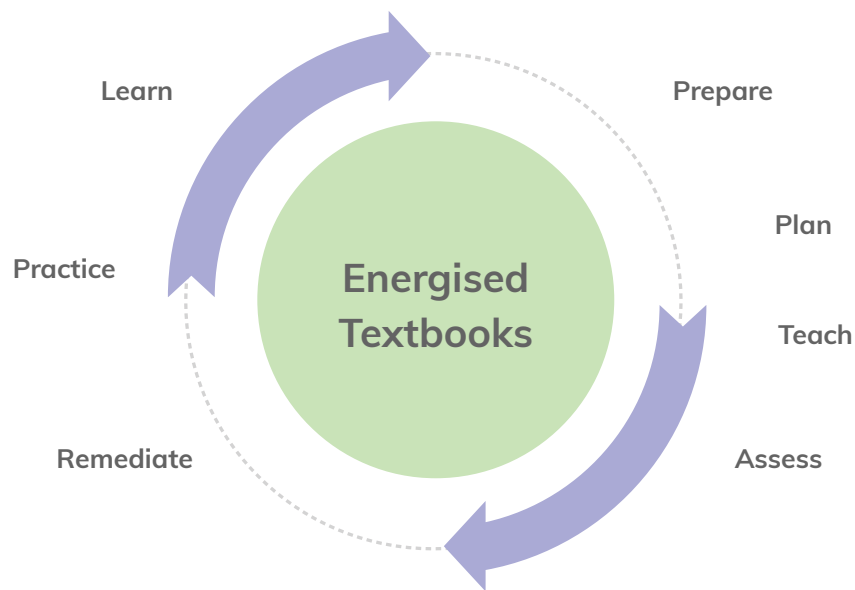 Learn
Prepare
Plan
Practice
Energised
Textbooks
Teach
Remediate
Assess